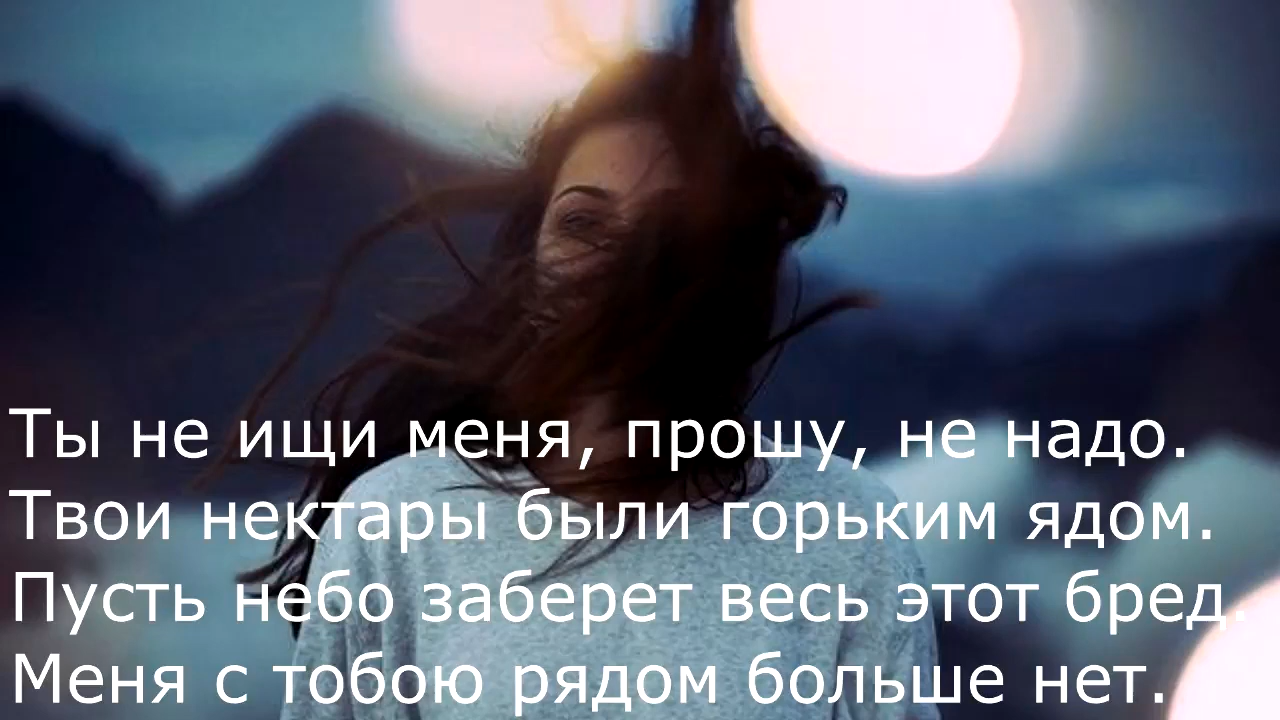 Ты не ищи меня, прошу, не надо.
Твои нектары были горьким ядом.
Пусть небо заберет весь этот бред.
Меня с тобою рядом больше нет.